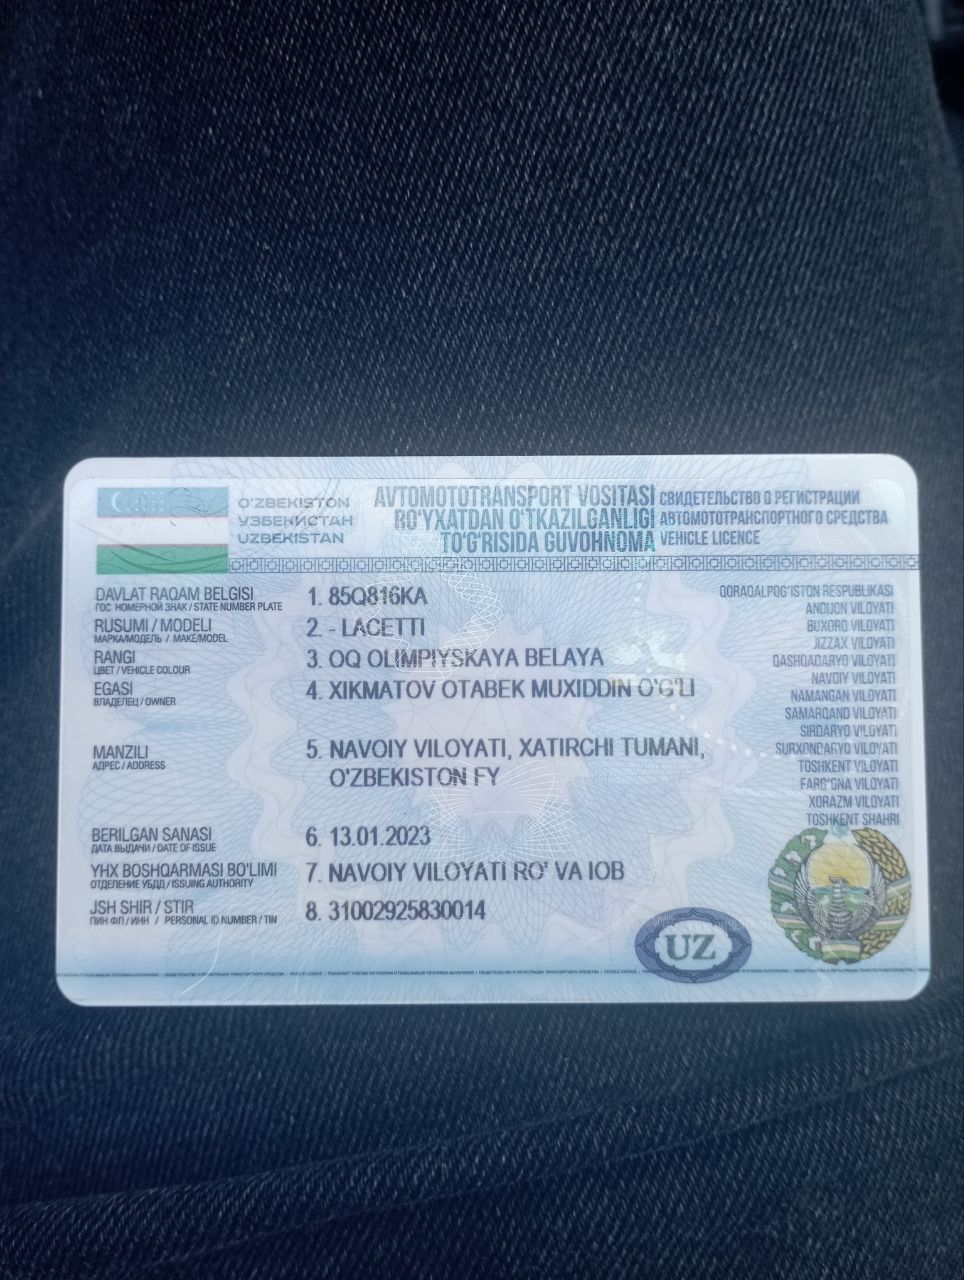 O'ZBEKISTON
УЗБЕКИСТАН
UZBEKISTAN
AVTOMOTOTRANSPORT VOSITASI
RO'YXATDAN O'TKAZILGANLIGI
TO'G'RISIDA GUVOHNOMA
СВИДЕТЕЛЬСТВО О РЕГИСТРАЦИИ
АВТОМОТОТРАНСПОРТНОГО СРЕДСТВА
VEHICLE LICENCE
DAVLAT RAQAM BELGISI 1. 85Q816KA
ГОС. НОМЕРНОЙ ЗНАК / STATE NUMBER PLATE
RUSUMI / MODELI 2. - LACETTI
МАРКА/МОДЕЛЬ / MAKE/MODEL
RANGI 3. OQ OLIMPIYSKAYA BELAYA
ЦВЕТ / VEHICLE COLOUR
EGASI 4. XIKMATOV OTABEK MUXIDDIN O'G'LI
ВЛАДЕЛЕЦ / OWNER
MANZILI 5. NAVOIY VILOYATI, XATIRCHI TUMANI,
АДРЕС / ADDRESS O'ZBEKISTON FY
BERILGAN SANASI 6. 13.01.2023
ДАТА ВЫДАЧИ / DATE OF ISSUE
YHX BOSHQARMASI BO'LIMI 7. NAVOIY VILOYATI RO' VA IOB
ОТДЕЛЕНИЕ УБДД / ISSUING AUTHORITY
JSH SHIR / STIR 8. 31002925830014
ПИН ФЛ / ИНН / PERSONAL ID NUMBER / TIN
QORAQALPOG'ISTON RESPUBLIKASI
ANDIJON VILOYATI
BUXORO VILOYATI
JIZZAX VILOYATI
QASHQADARYO VILOYATI
NAVOIY VILOYATI
NAMANGAN VILOYATI
SAMARQAND VILOYATI
SIRDARYO VILOYATI
SURXONDARYO VILOYATI
TOSHKENT VILOYATI
FARG'ONA VILOYATI
XORAZM VILOYATI
TOSHKENT SHAHRI
UZ